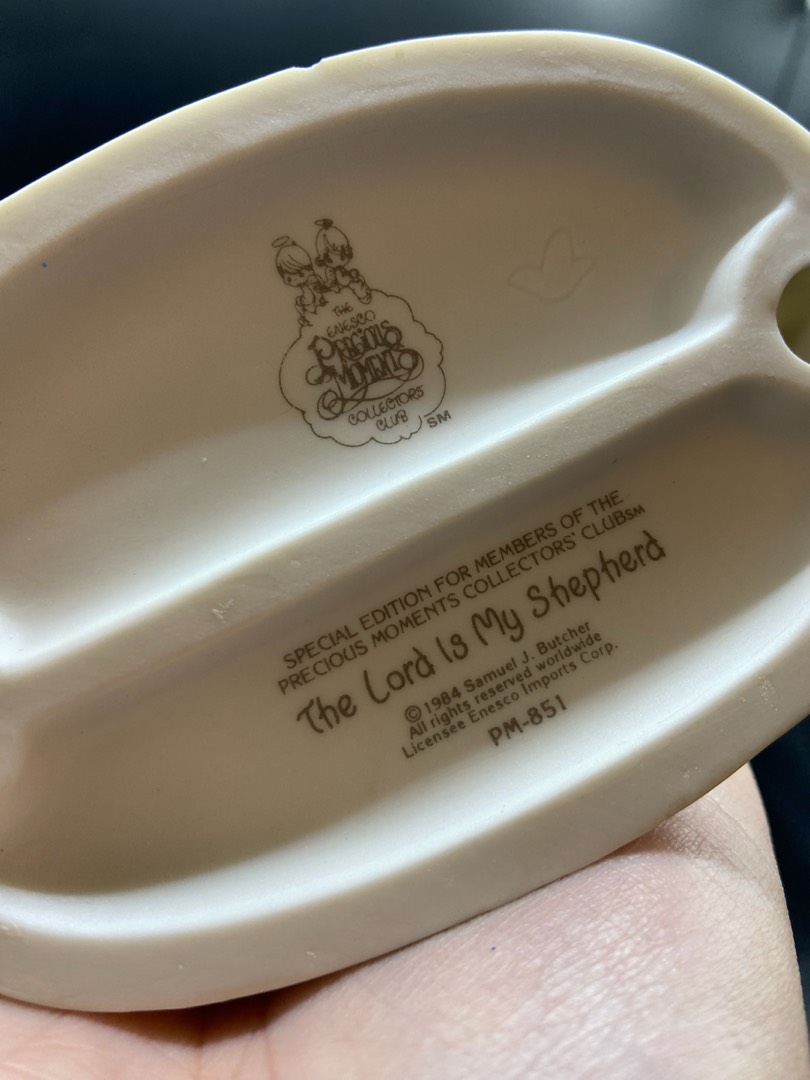 THE
ENESCO
PRECIOUS
MOMENTS
COLLECTORS'
CLUB
SM
SPECIAL EDITION FOR MEMBERS OF THE
PRECIOUS MOMENTS COLLECTORS' CLUBSM
The Lord Is My Shepherd
©1984 Samuel J. Butcher
All rights reserved worldwide
Licensee Enesco Imports Corp.
PM-851